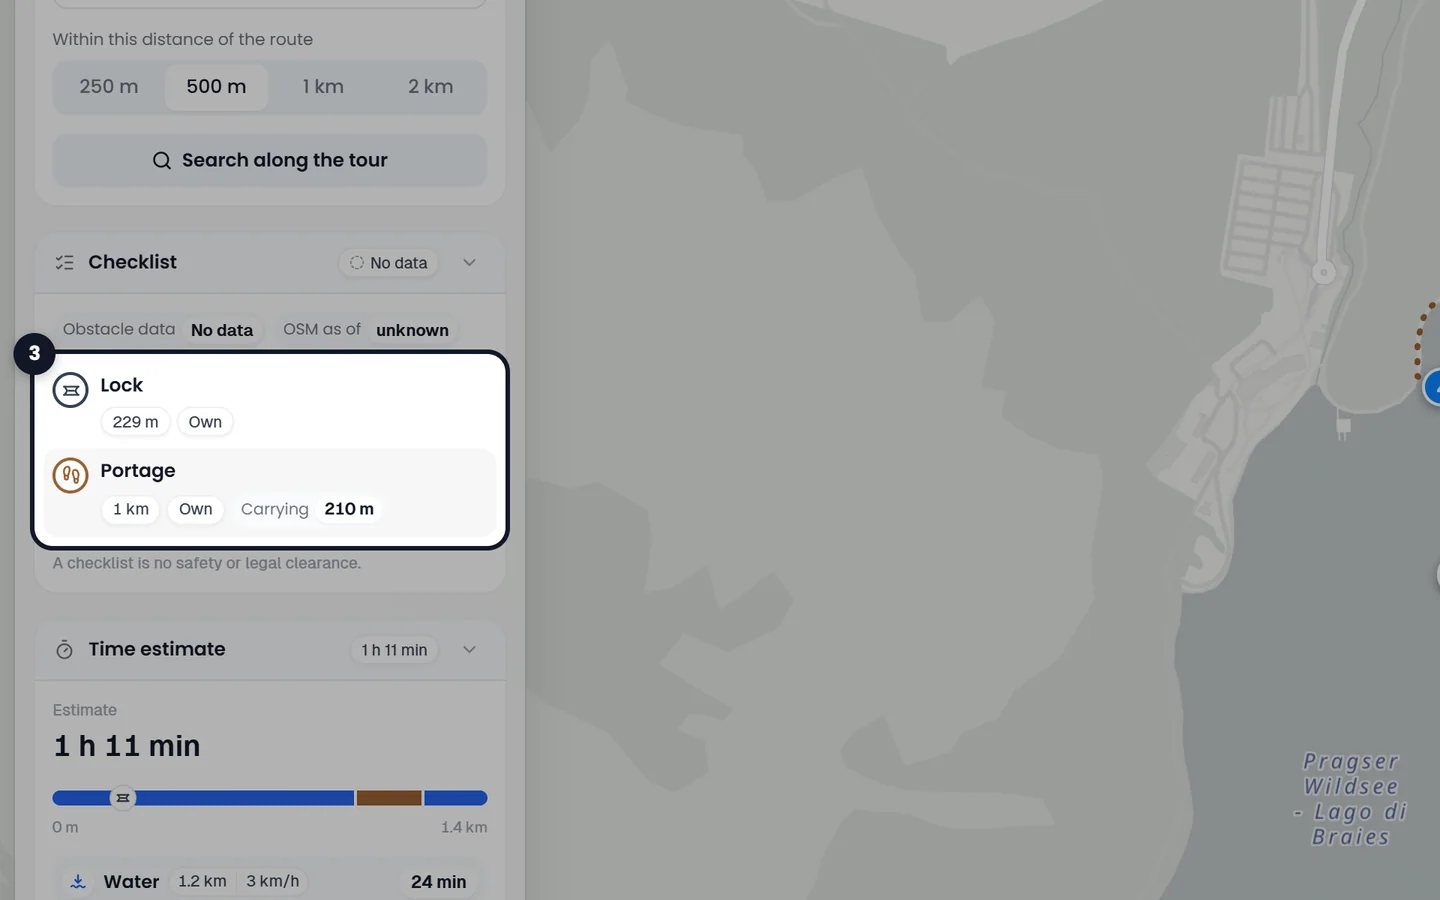 Within this distance of the route
250 m 500 m 1 km 2 km
Search along the tour
Checklist No data
Obstacle data No data OSM as of unknown
3
Lock
229 m Own
Portage
1 km Own Carrying 210 m
A checklist is no safety or legal clearance.
Time estimate 1 h 11 min
Estimate
1 h 11 min
0 m 1.4 km
Water 1.2 km 3 km/h 24 min
Pragser
Wildsee
- Lago di
Braies